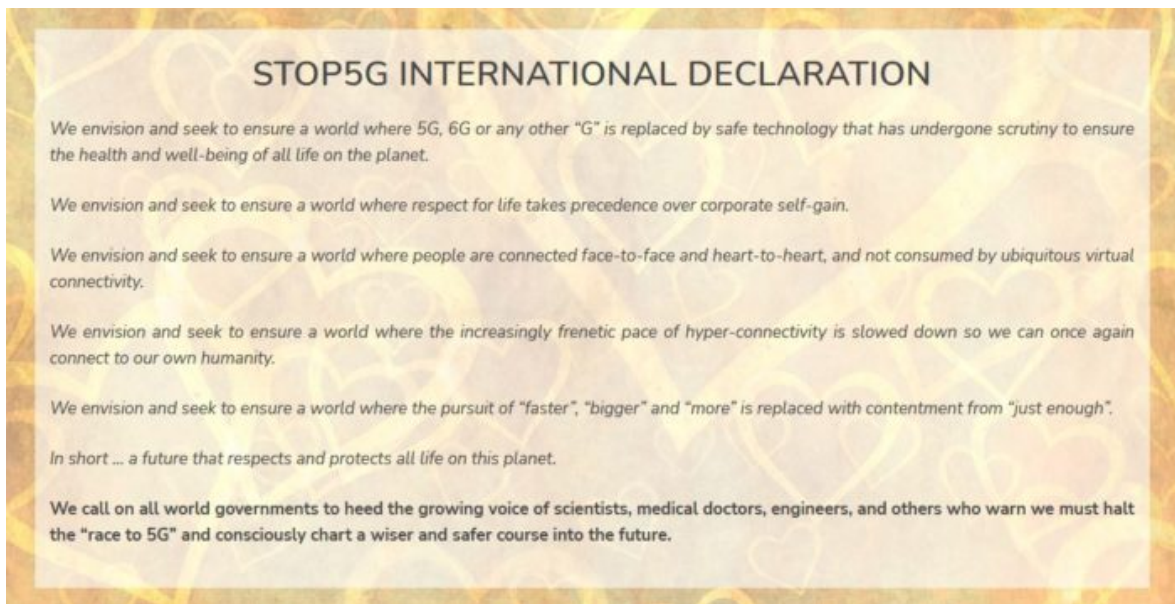 STOP5G INTERNATIONAL DECLARATION
We envision and seek to ensure a world where 5G, 6G or any other “G” is replaced by safe technology that has undergone scrutiny to ensure
the health and well-being of all life on the planet.
We envision and seek to ensure a world where respect for life takes precedence over corporate self-gain.
We envision and seek to ensure a world where people are connected face-to-face and heart-to-heart, and not consumed by ubiquitous virtual
connectivity.
We envision and seek to ensure a world where the increasingly frenetic pace of hyper-connectivity is slowed down so we can once again
connect to our own humanity.
We envision and seek to ensure a world where the pursuit of “faster”, “bigger” and “more” is replaced with contentment from “just enough”.
In short ... a future that respects and protects all life on this planet.
We call on all world governments to heed the growing voice of scientists, medical doctors, engineers, and others who warn we must halt
the “race to 5G” and consciously chart a wiser and safer course into the future.